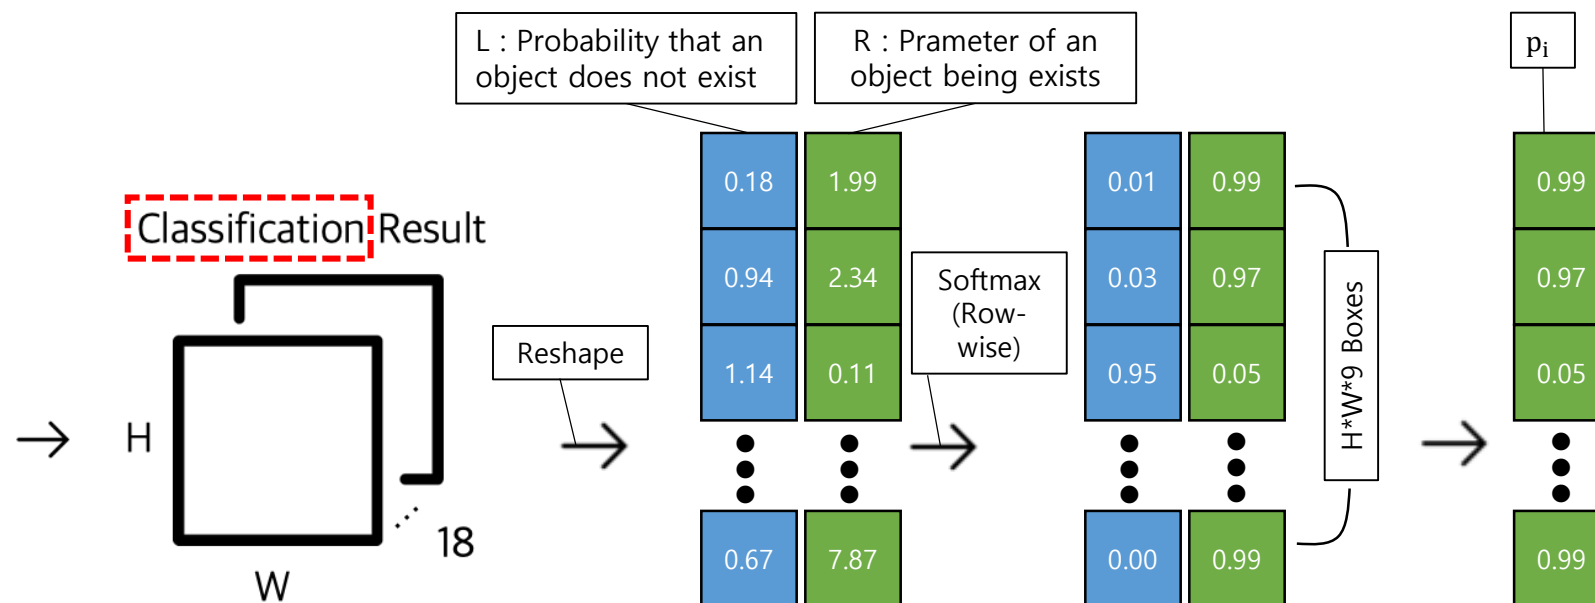 L : Probability that an
object does not exist
R : Prameter of an
object being exists
p_i
Classification Result
H
W
18
Reshape
0.18 1.99
0.94 2.34
1.14 0.11
0.67 7.87
Softmax
(Row-
wise)
0.01 0.99
0.03 0.97
0.95 0.05
0.00 0.99
H*W*9 Boxes
0.99
0.97
0.05
0.99